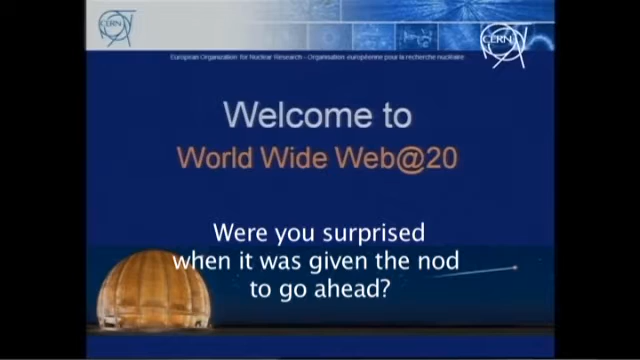 CERN
CERN
European Organization for Nuclear Research - Organisation européenne pour la recherche nucléaire
Welcome to
World Wide Web@20
Were you surprised
when it was given the nod
to go ahead?